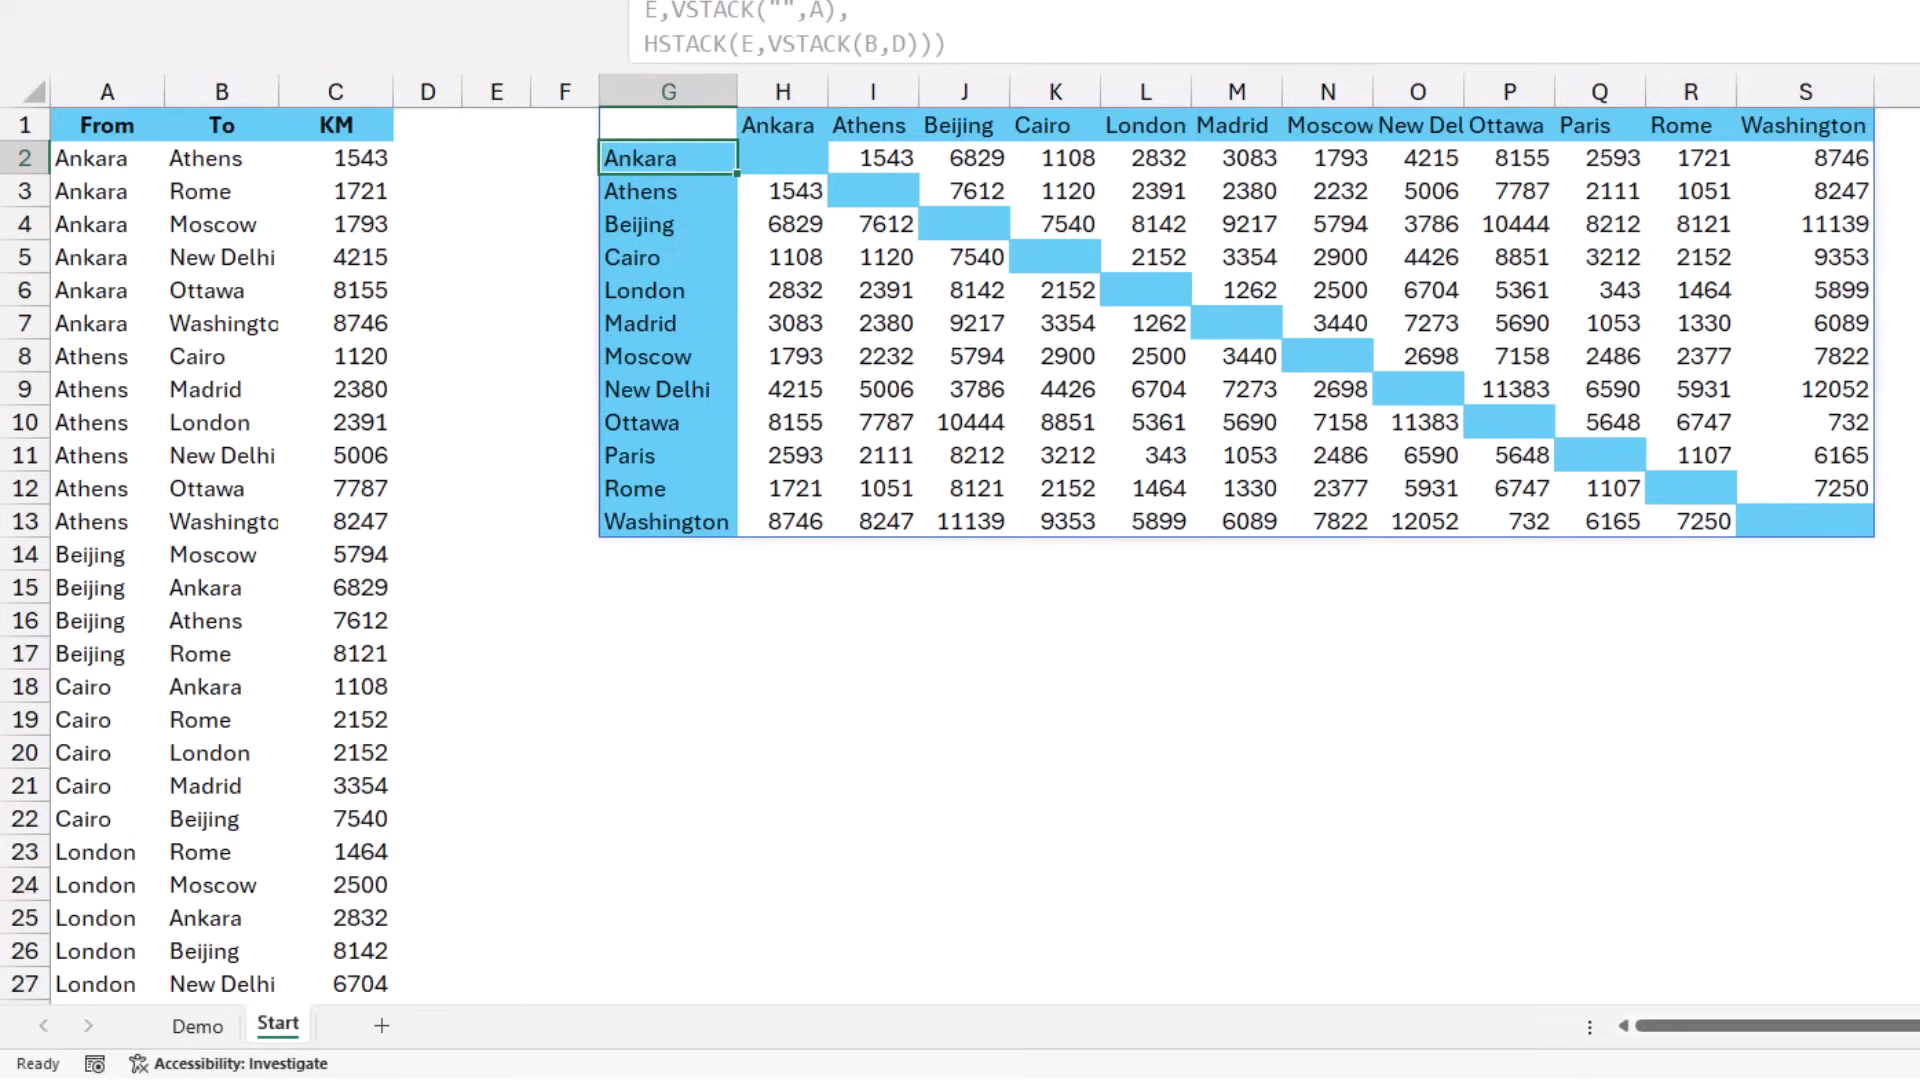 E,VSTACK("",A),
HSTACK(E,VSTACK(B,D)))
A B C D E F G H I J K L M N O P Q R S
1 From To KM Ankara Athens Beijing Cairo London Madrid Moscow New Del Ottawa Paris Rome Washington
2 Ankara Athens 1543 Ankara 1543 6829 1108 2832 3083 1793 4215 8155 2593 1721 8746
3 Ankara Rome 1721 Athens 1543 7612 1120 2391 2380 2232 5006 7787 2111 1051 8247
4 Ankara Moscow 1793 Beijing 6829 7612 7540 8142 9217 5794 3786 10444 8212 8121 11139
5 Ankara New Delhi 4215 Cairo 1108 1120 7540 2152 3354 2900 4426 8851 3212 2152 9353
6 Ankara Ottawa 8155 London 2832 2391 8142 2152 1262 2500 6704 5361 343 1464 5899
7 Ankara Washingto 8746 Madrid 3083 2380 9217 3354 1262 3440 7273 5690 1053 1330 6089
8 Athens Cairo 1120 Moscow 1793 2232 5794 2900 2500 3440 2698 7158 2486 2377 7822
9 Athens Madrid 2380 New Delhi 4215 5006 3786 4426 6704 7273 2698 11383 6590 5931 12052
10 Athens London 2391 Ottawa 8155 7787 10444 8851 5361 5690 7158 11383 5648 6747 732
11 Athens New Delhi 5006 Paris 2593 2111 8212 3212 343 1053 2486 6590 5648 1107 6165
12 Athens Ottawa 7787 Rome 1721 1051 8121 2152 1464 1330 2377 5931 6747 1107 7250
13 Athens Washingto 8247 Washington 8746 8247 11139 9353 5899 6089 7822 12052 732 6165 7250
14 Beijing Moscow 5794
15 Beijing Ankara 6829
16 Beijing Athens 7612
17 Beijing Rome 8121
18 Cairo Ankara 1108
19 Cairo Rome 2152
20 Cairo London 2152
21 Cairo Madrid 3354
22 Cairo Beijing 7540
23 London Rome 1464
24 London Moscow 2500
25 London Ankara 2832
26 London Beijing 8142
27 London New Delhi 6704
Demo Start +
Ready Accessibility: Investigate